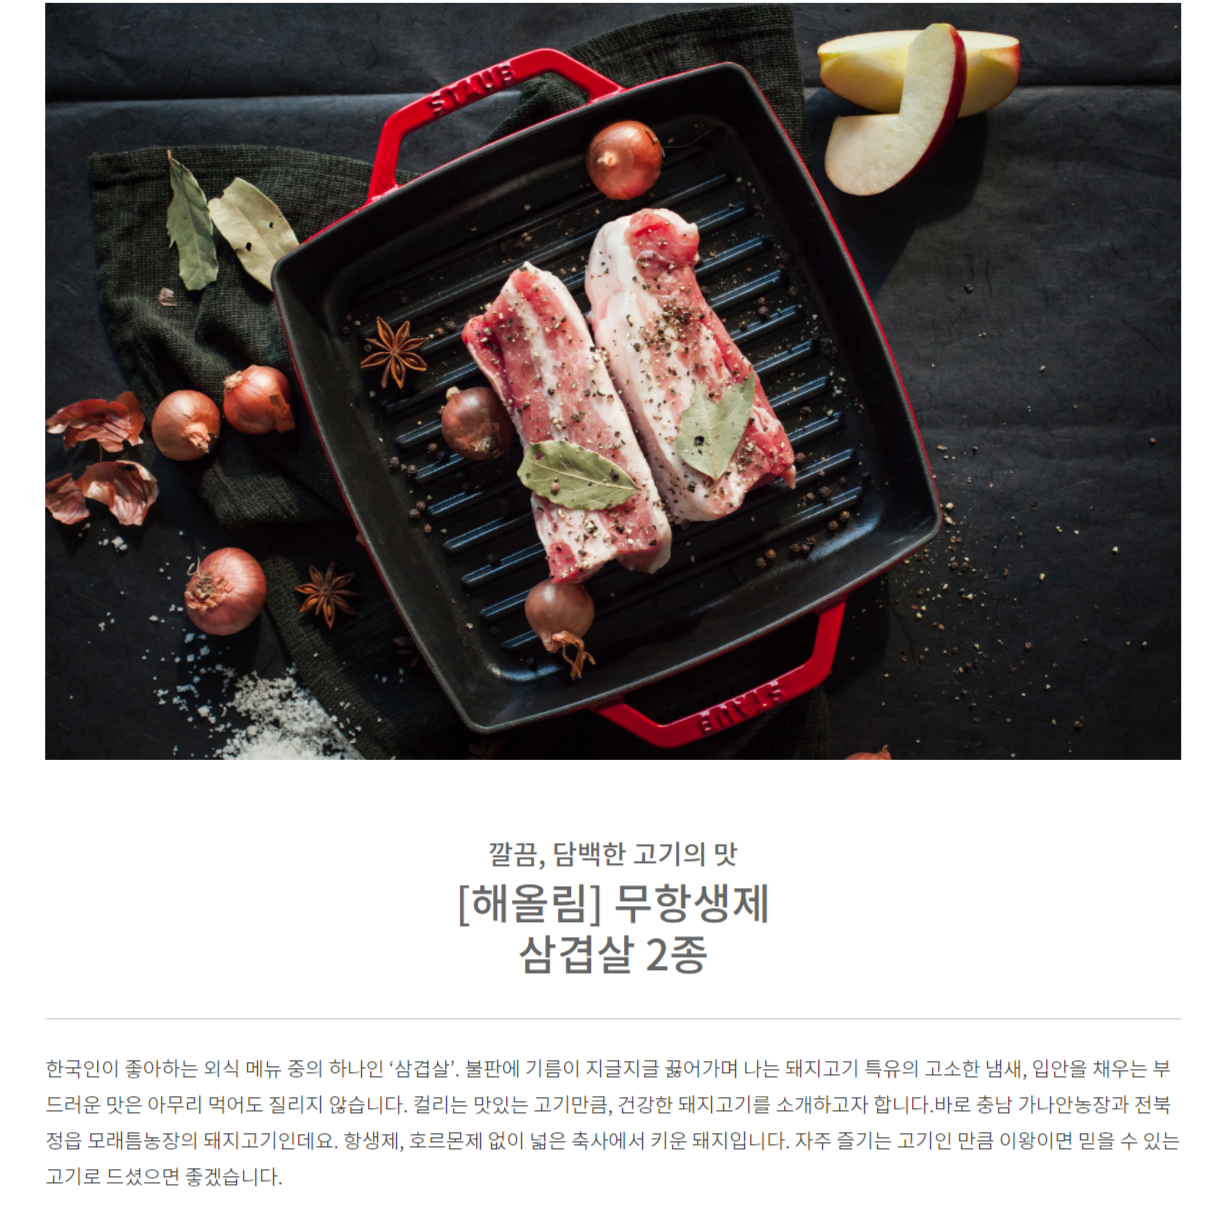 STAUB
STAUB
깔끔, 담백한 고기의 맛
[해올림] 무항생제
삼겹살 2종
한국인이 좋아하는 외식 메뉴 중의 하나인 ‘삼겹살’. 불판에 기름이 지글지글 끓어가며 나는 돼지고기 특유의 고소한 냄새, 입안을 채우는 부
드러운 맛은 아무리 먹어도 질리지 않습니다. 컬리는 맛있는 고기만큼, 건강한 돼지고기를 소개하고자 합니다.바로 충남 가나안농장과 전북
정읍 모래틈농장의 돼지고기인데요. 항생제, 호르몬제 없이 넓은 축사에서 키운 돼지입니다. 자주 즐기는 고기인 만큼 이왕이면 믿을 수 있는
고기로 드셨으면 좋겠습니다.